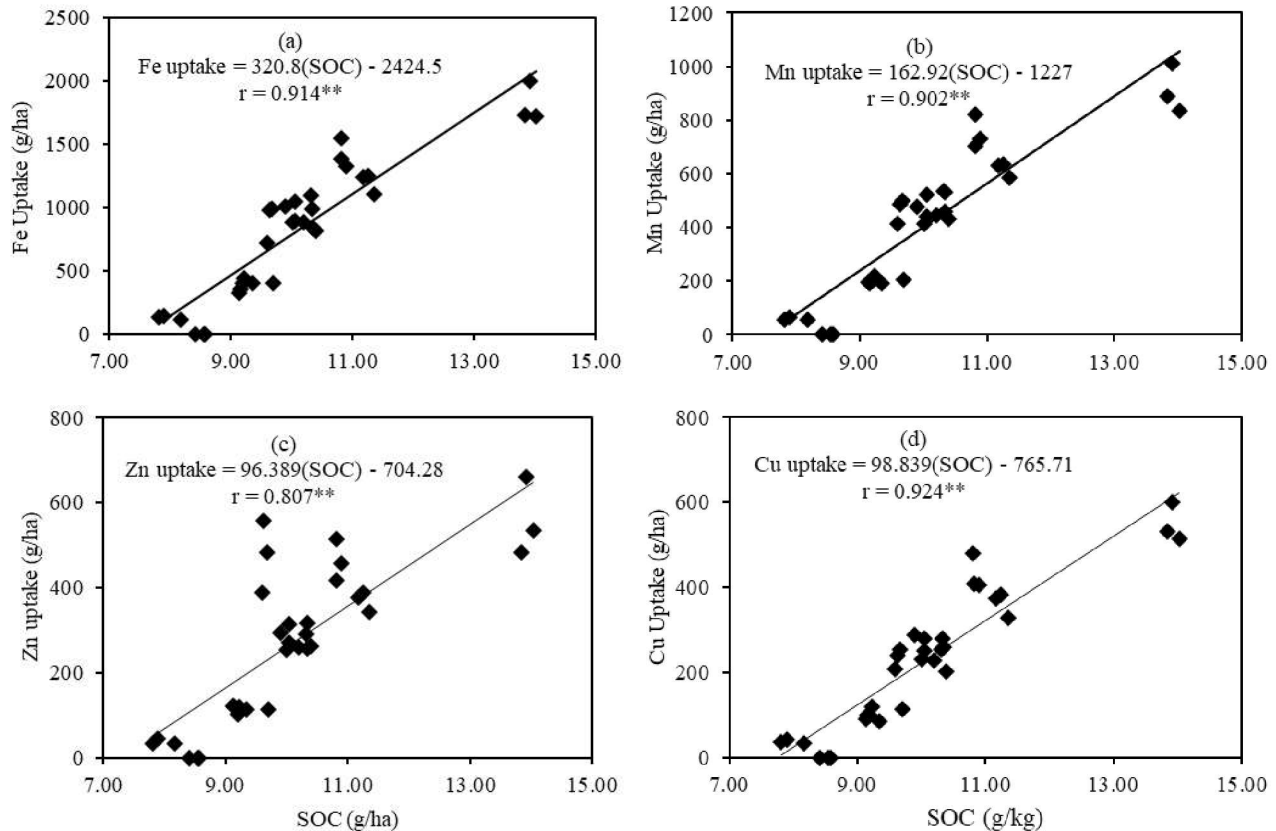 (a)
Fe uptake = 320.8(SOC) - 2424.5
r = 0.914**
Fe Uptake (g/ha)
2500
2000
1500
1000
500
0
7.00 9.00 11.00 13.00 15.00
(b)
Mn uptake = 162.92(SOC) - 1227
r = 0.902**
Mn Uptake (g/ha)
1200
1000
800
600
400
200
0
7.00 9.00 11.00 13.00 15.00
(c)
Zn uptake = 96.389(SOC) - 704.28
r = 0.807**
Zn uptake (g/ha)
800
600
400
200
0
7.00 9.00 11.00 13.00 15.00
SOC (g/ha)
(d)
Cu uptake = 98.839(SOC) - 765.71
r = 0.924**
Cu Uptake (g/ha)
800
600
400
200
0
7.00 9.00 11.00 13.00 15.00
SOC (g/kg)